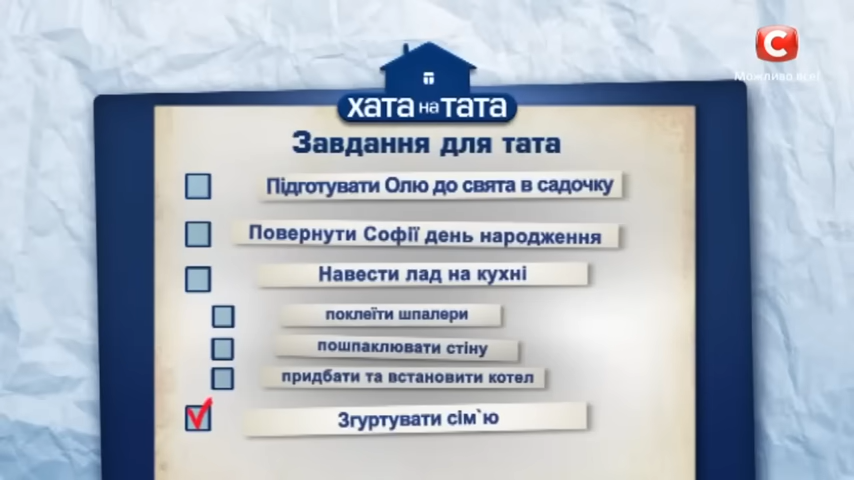 С
Можливо все!
ХАТА на ТАТА
Завдання для тата
Підготувати Олю до свята в садочку
Повернути Софії день народження
Навести лад на кухні
поклеїти шпалери
пошпаклювати стіну
придбати та встановити котел
Згуртувати сім`ю